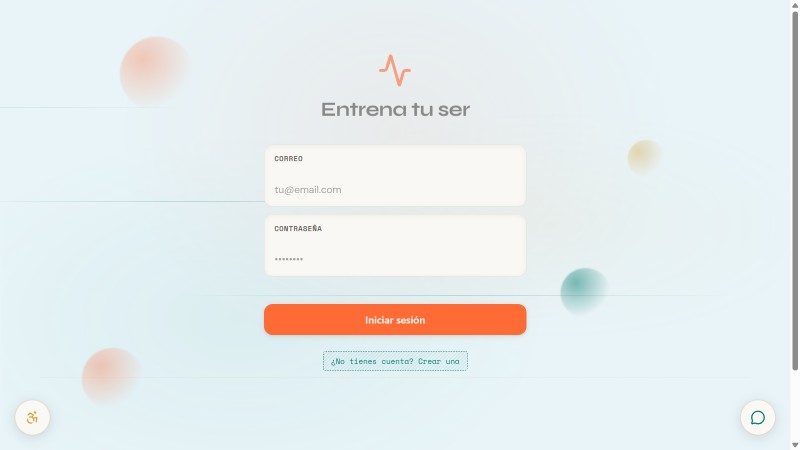 Entrena tu ser
CORREO
tu@email.com
CONTRASEÑA
••••••••
Iniciar sesión
¿No tienes cuenta? Crear una